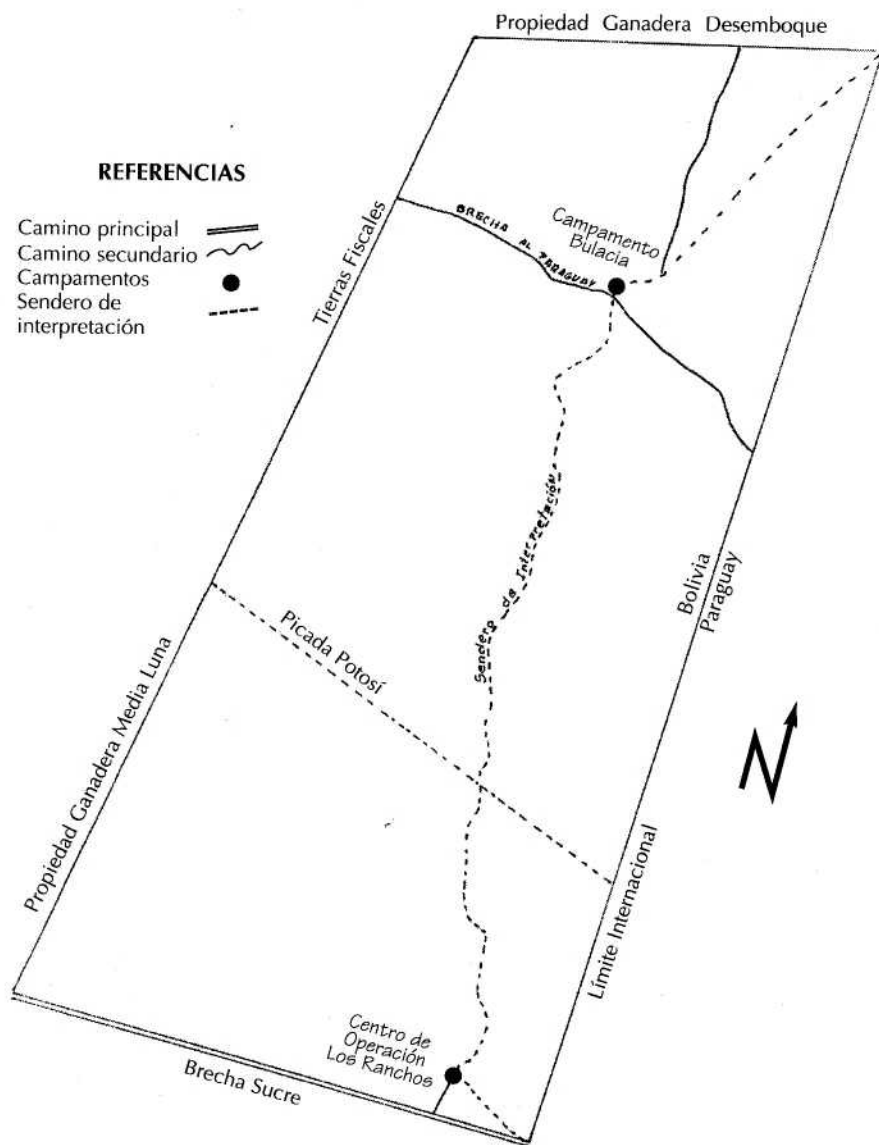 Propiedad Ganadera Desemboque
REFERENCIAS
Camino principal
Camino secundario
Campamentos
Sendero de
interpretación
Tierras Fiscales
BRECHA AL PARAGUAY
Campamento
Bulacia
Sendero de Interpretación
Bolivia
Paraguay
Picada Potosí
N
Propiedad Ganadera Media Luna
Límite Internacional
Centro de
Operación
Los Ranchos
Brecha Sucre